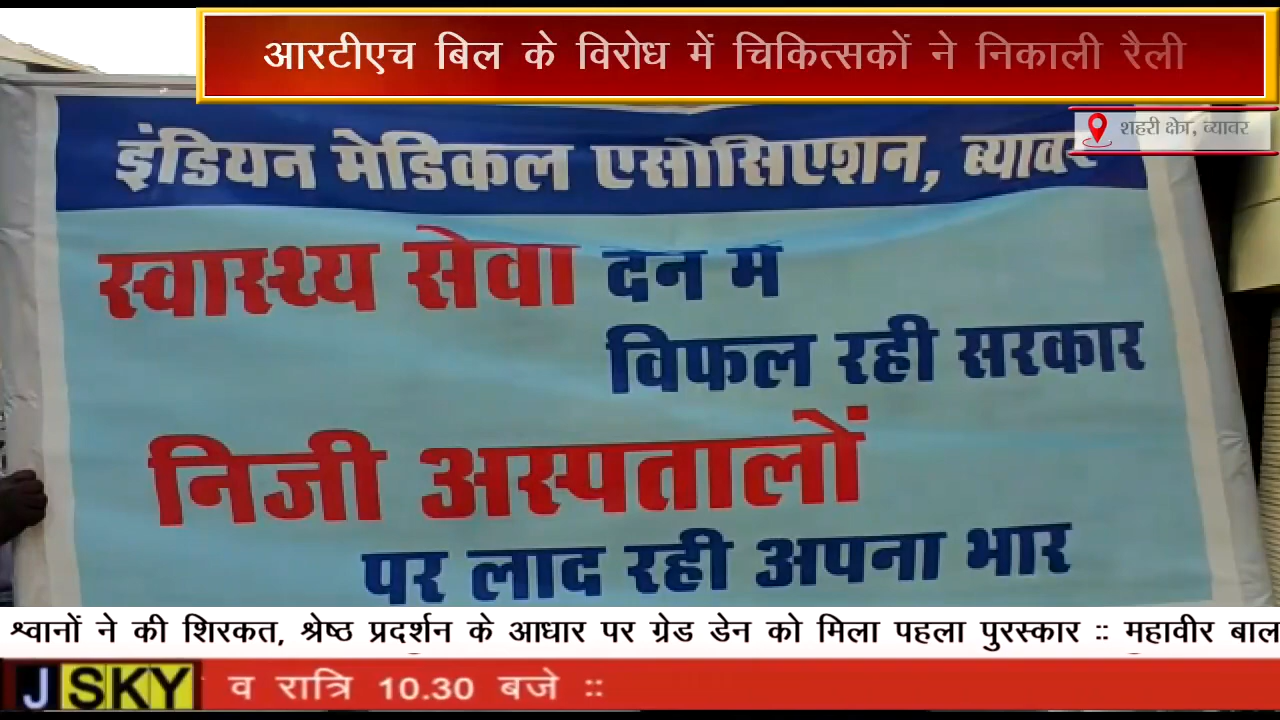 आरटीएच बिल के विरोध में चिकित्सकों ने निकाली रैली
शहरी क्षेत्र, ब्यावर
इंडियन मेडिकल एसोसिएशन, ब्यावर
स्वास्थ्य सेवा देने में
विफल रही सरकार
निजी अस्पतालों
पर लाद रही अपना भार
श्वानों ने की शिरकत, श्रेष्ठ प्रदर्शन के आधार पर ग्रेड डेन को मिला पहला पुरस्कार :: महावीर बाल
J SKY व रात्रि 10.30 बजे ::